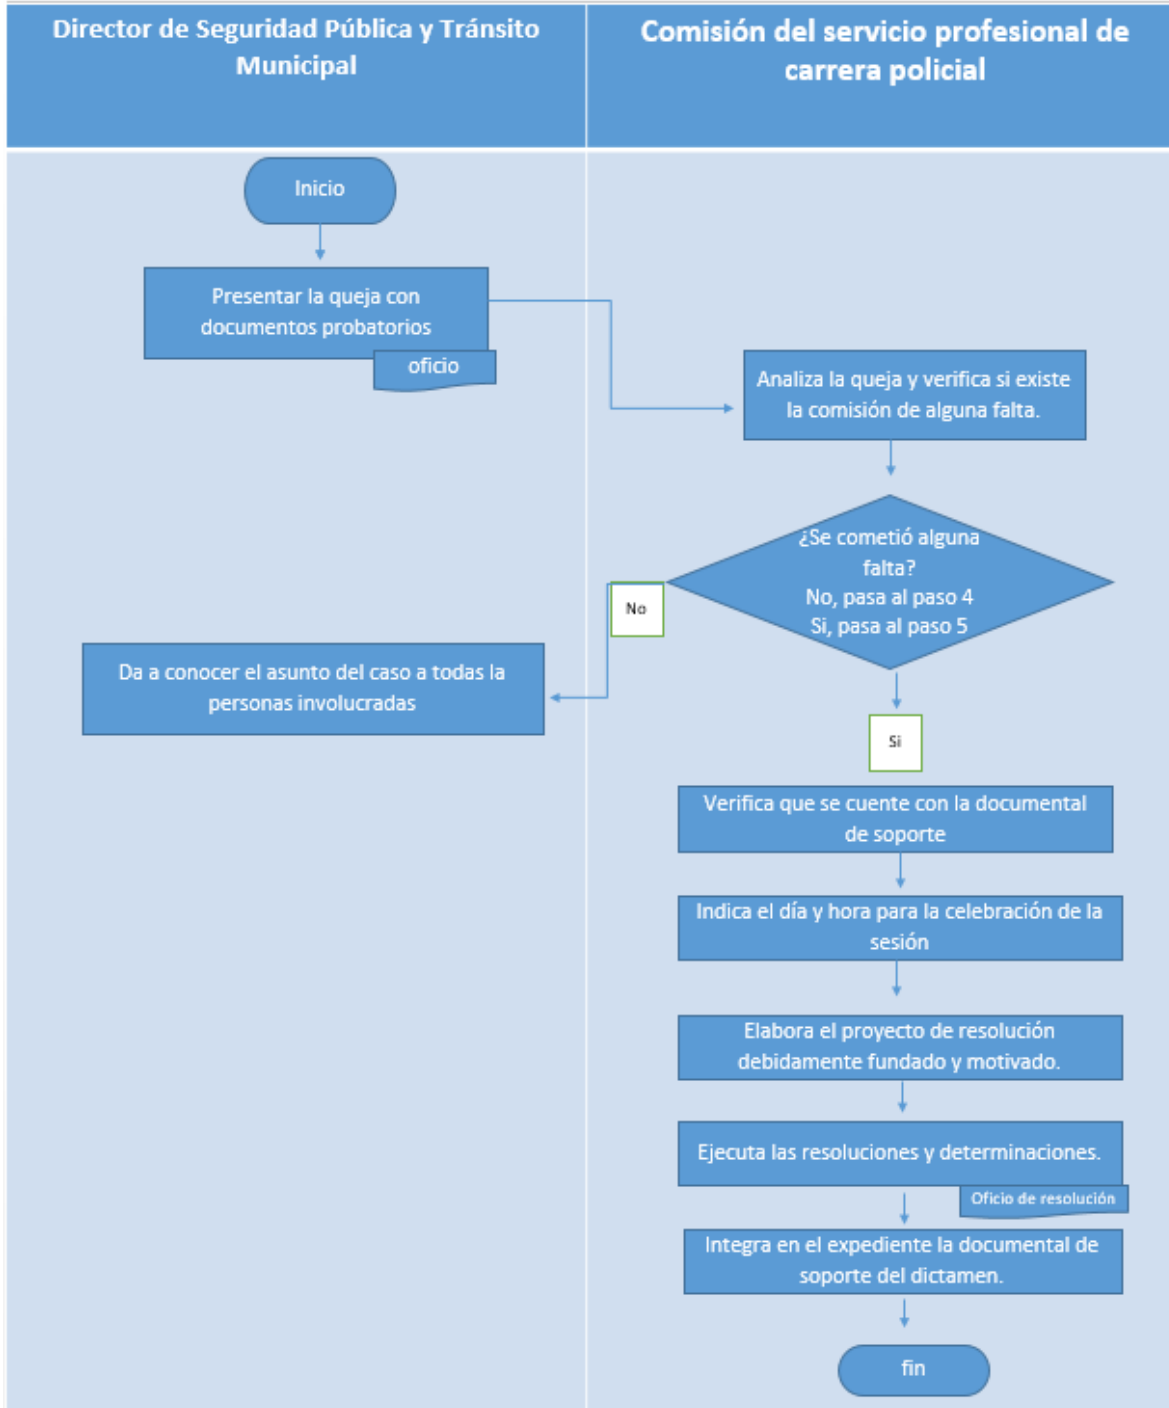 Director de Seguridad Pública y Tránsito
Municipal
Comisión del servicio profesional de
carrera policial
Inicio
Presentar la queja con
documentos probatorios
oficio
Analiza la queja y verifica si existe
la comisión de alguna falta.
¿Se cometió alguna
falta?
No, pasa al paso 4
Si, pasa al paso 5
No
Da a conocer el asunto del caso a todas la
personas involucradas
Si
Verifica que se cuente con la documental
de soporte
Indica el día y hora para la celebración de la
sesión
Elabora el proyecto de resolución
debidamente fundado y motivado.
Ejecuta las resoluciones y determinaciones.
Oficio de resolución
Integra en el expediente la documental de
soporte del dictamen.
fin